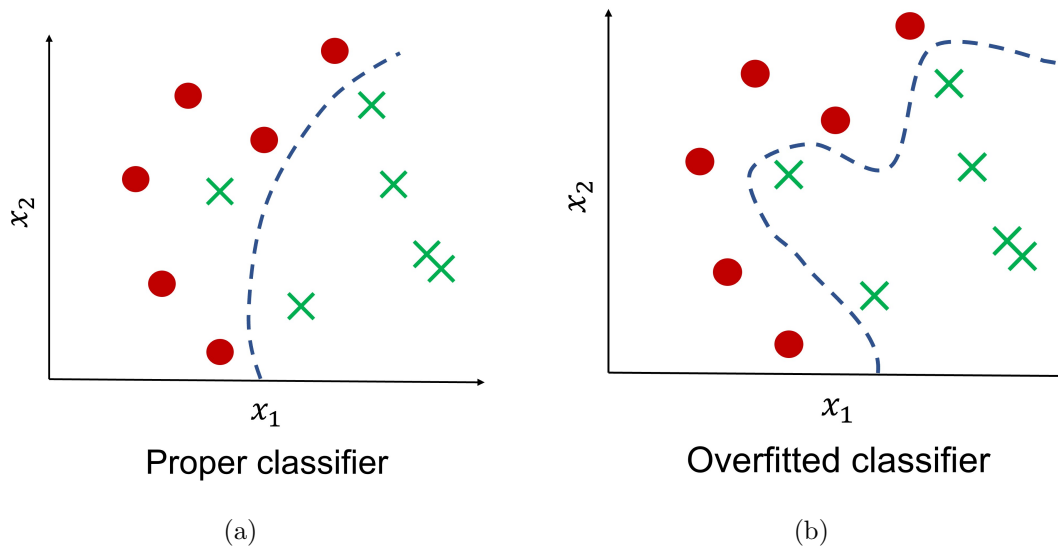 x₂
x₁
Proper classifier
(a)
x₂
x₁
Overfitted classifier
(b)